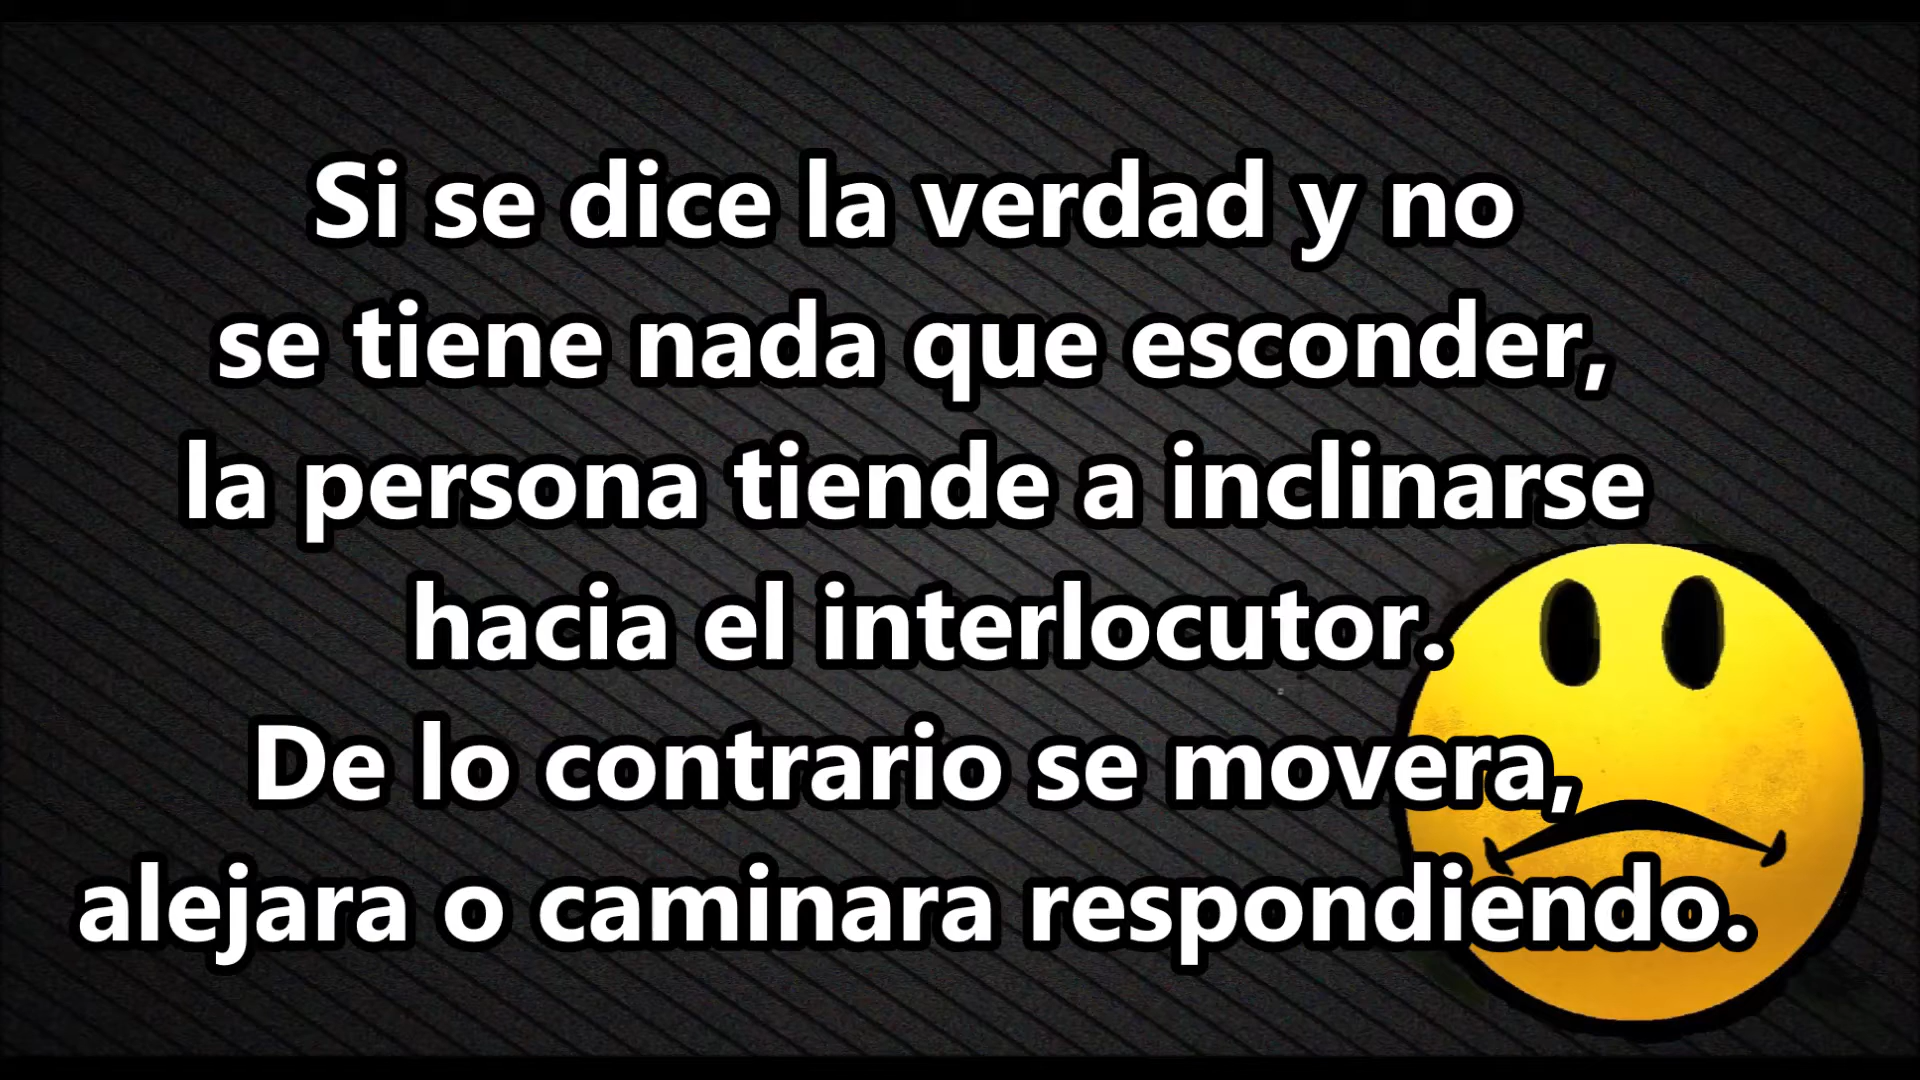 Si se dice la verdad y no
se tiene nada que esconder,
la persona tiende a inclinarse
hacia el interlocutor.
De lo contrario se movera,
alejara o caminara respondiendo.